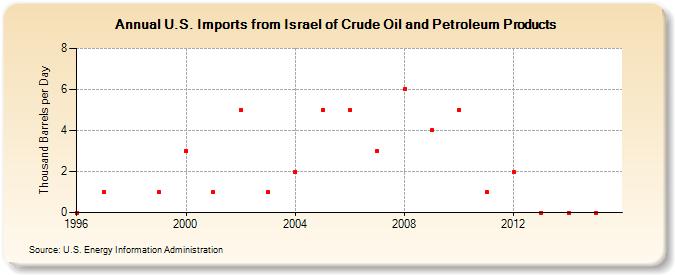 Annual U.S. Imports from Israel of Crude Oil and Petroleum Products
Thousand Barrels per Day
8
6
4
2
0
1996 2000 2004 2008 2012
Source: U.S. Energy Information Administration